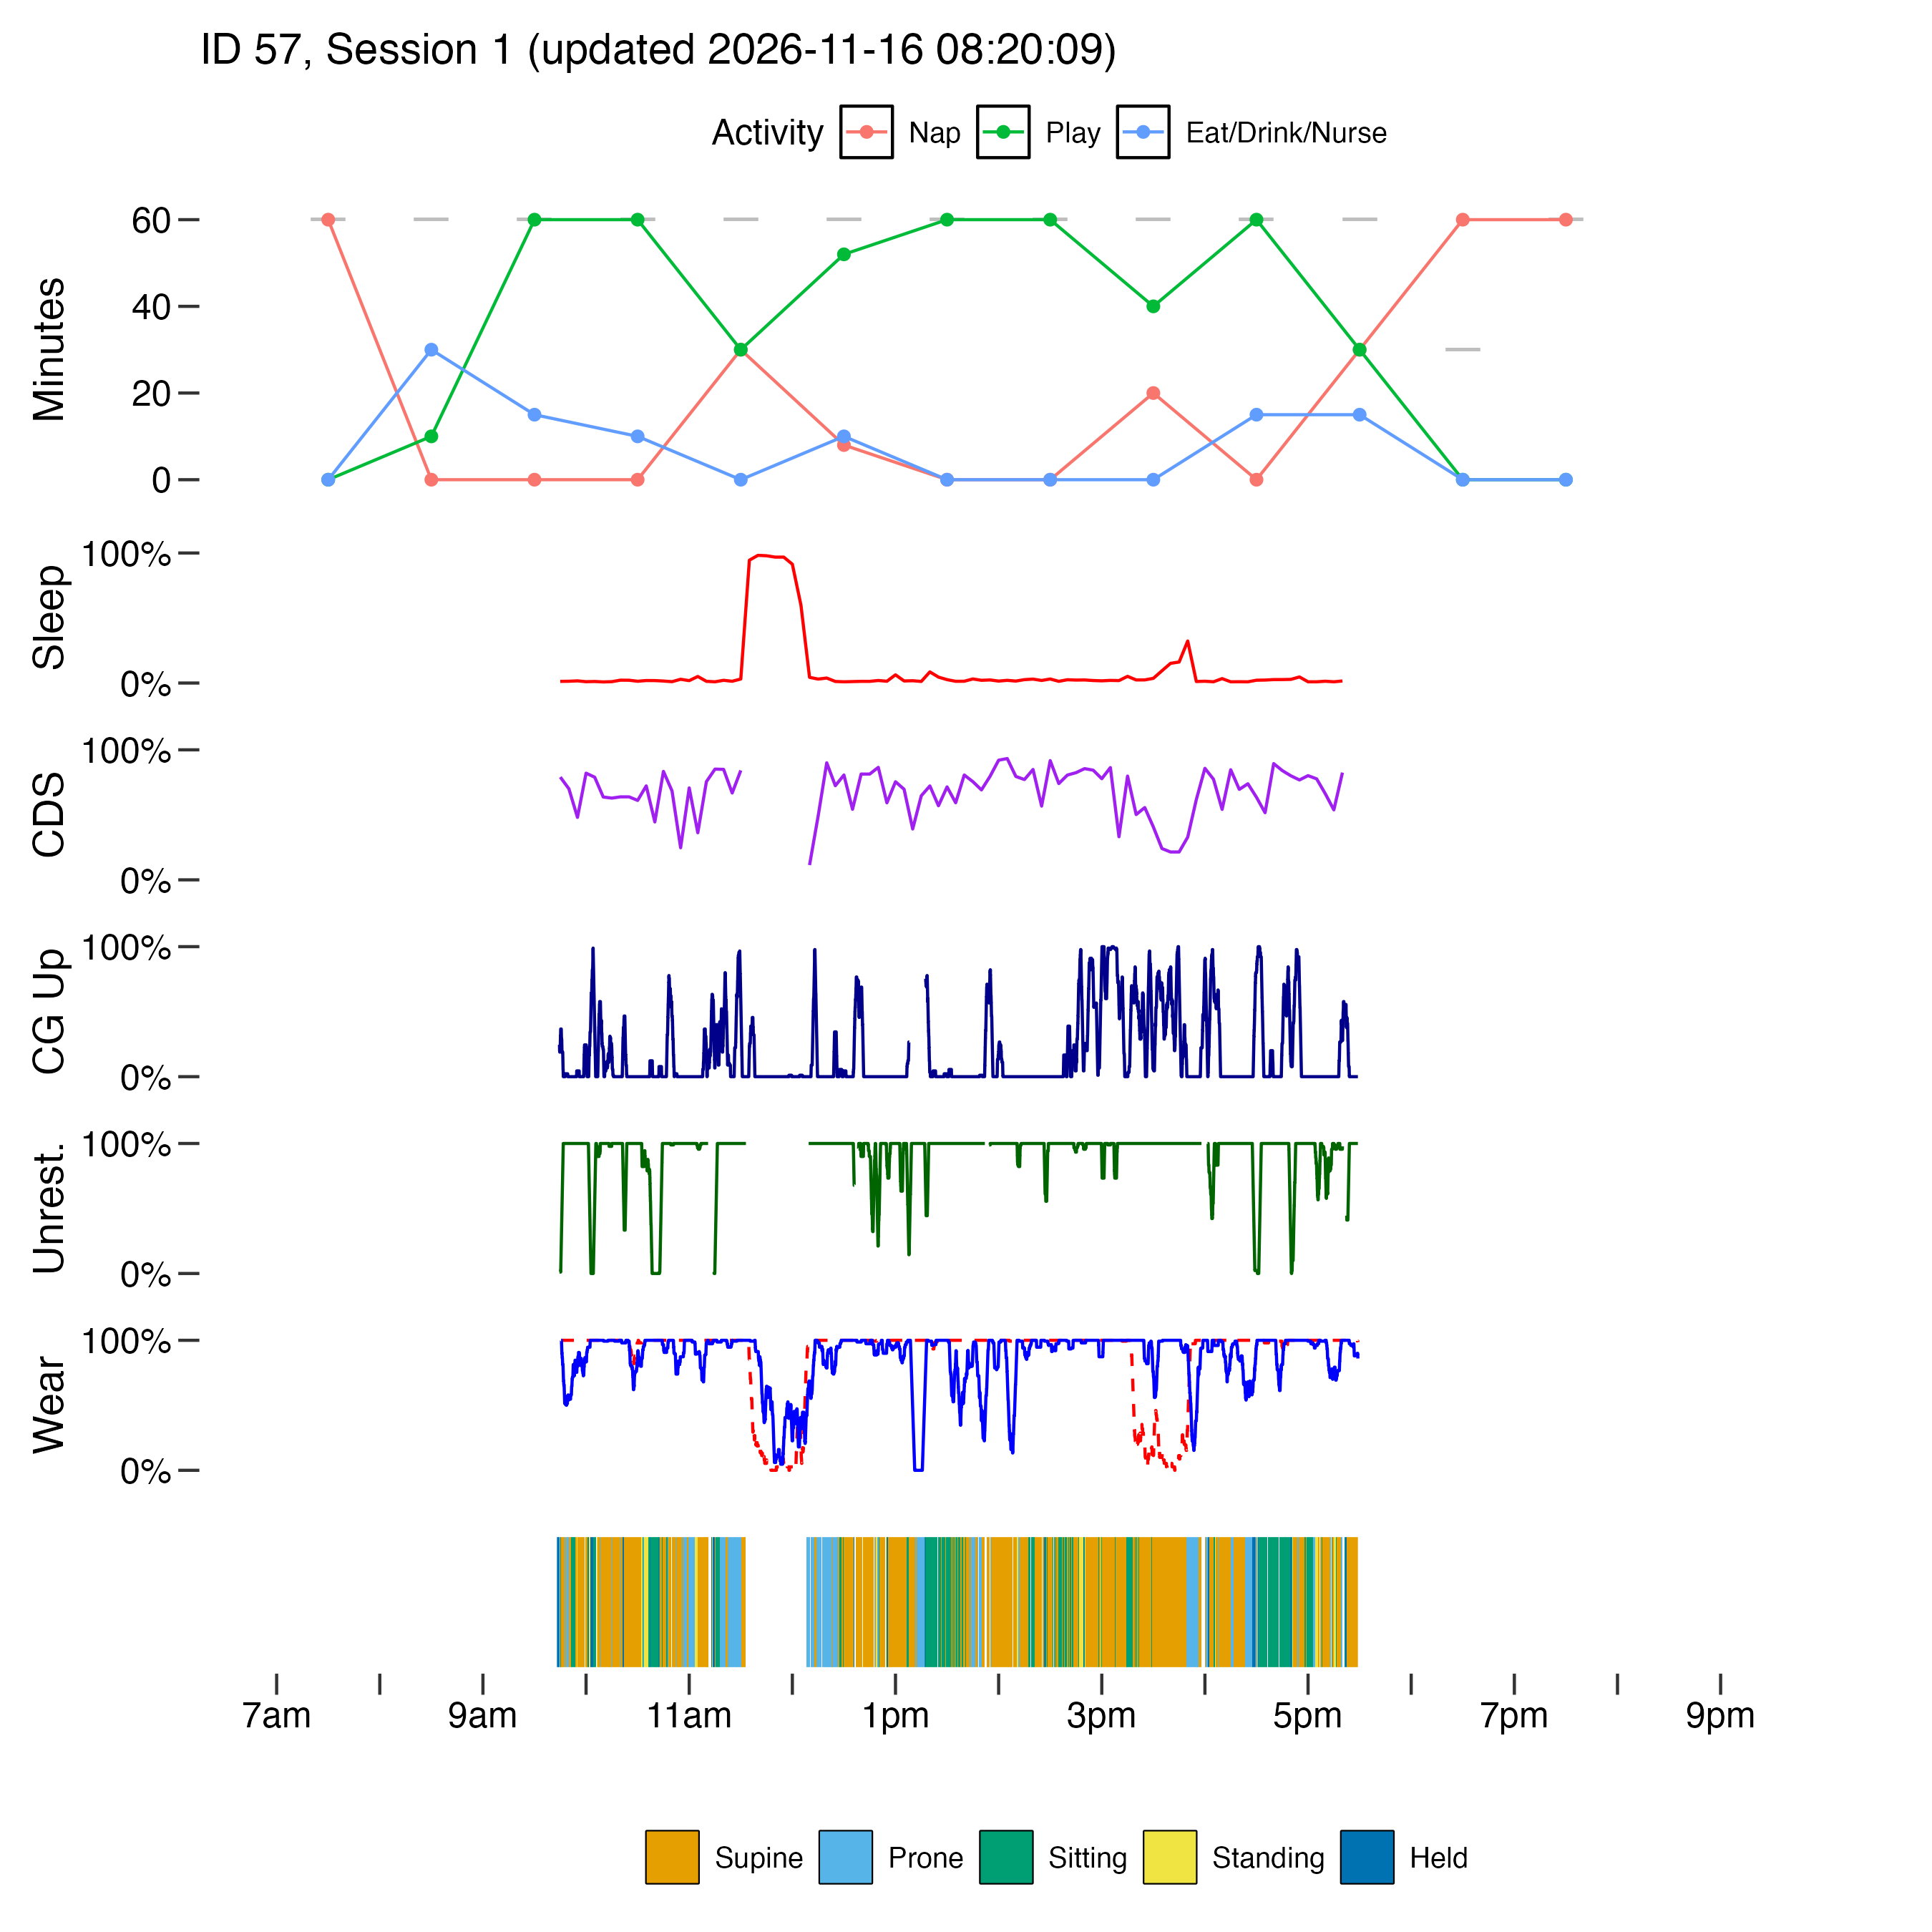 ID 57, Session 1 (updated 2026-11-16 08:20:09)
Activity Nap Play Eat/Drink/Nurse
Minutes
60
40
20
0
Sleep
100%
0%
CDS
100%
0%
CG Up
100%
0%
Unrest.
100%
0%
Wear
100%
0%
7am 9am 11am 1pm 3pm 5pm 7pm 9pm
Supine Prone Sitting Standing Held